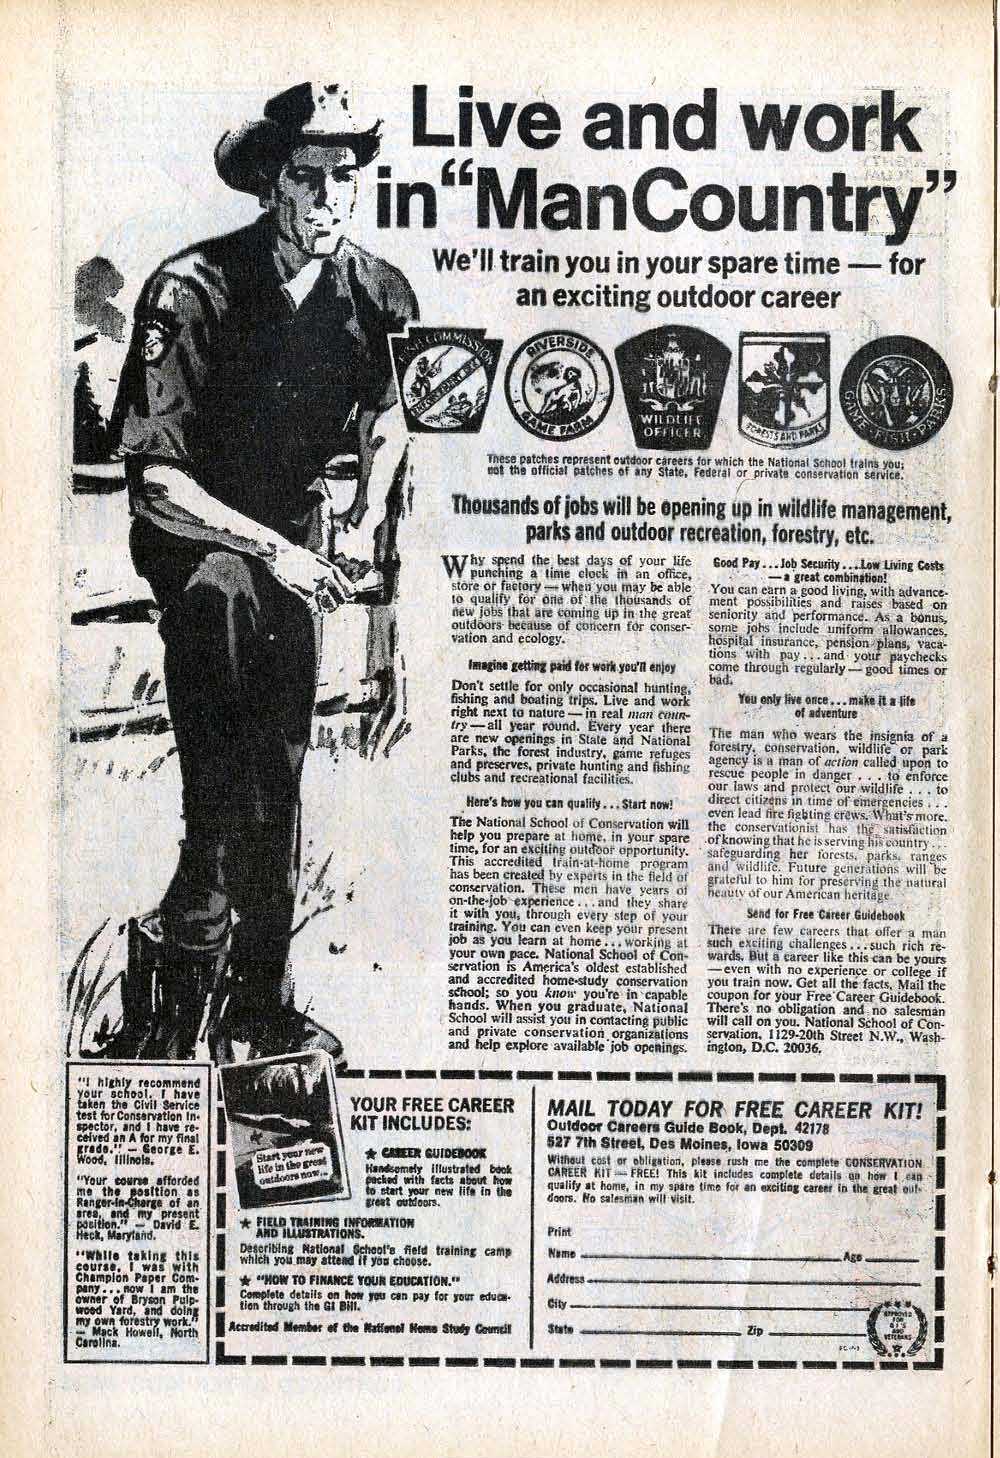 Live and work
in "ManCountry"
We'll train you in your spare time — for
an exciting outdoor career
FISH COMMISSION
RIVERSIDE
GAME FARM
WILDLIFE
OFFICER
FORESTS AND PARKS
GAME·FISH·PARKS
These patches represent outdoor careers for which the National School trains you;
not the official patches of any State, Federal or private conservation service.
Thousands of jobs will be opening up in wildlife management,
parks and outdoor recreation, forestry, etc.
Why spend the best days of your life
punching a time clock in an office,
store or factory — when you may be able
to qualify for one of the thousands of
new jobs that are coming up in the great
outdoors because of concern for conser-
vation and ecology.
Imagine getting paid for work you'll enjoy
Don't settle for only occasional hunting,
fishing and boating trips. Live and work
right next to nature — in real man coun-
try — all year round. Every year there
are new openings in State and National
Parks, the forest industry, game refuges
and preserves, private hunting and fishing
clubs and recreational facilities.
Here's how you can qualify... Start now!
The National School of Conservation will
help you prepare at home, in your spare
time, for an exciting outdoor opportunity.
This accredited train-at-home program
has been created by experts in the field of
conservation. These men have years of
on-the-job experience... and they share
it with you, through every step of your
training. You can even keep your present
job as you learn at home... working at
your own pace. National School of Con-
servation is America's oldest established
and accredited home-study conservation
school; so you know you're in capable
hands. When you graduate, National
School will assist you in contacting public
and private conservation organizations
and help explore available job openings.
Good Pay...Job Security...Low Living Costs
— a great combination!
You can earn a good living, with advance-
ment possibilities and raises based on
seniority and performance. As a bonus,
some jobs include uniform allowances,
hospital insurance, pension plans, vaca-
tions with pay... and your paychecks
come through regularly — good times or
bad.
You only live once... make it a life
of adventure
The man who wears the insignia of a
forestry, conservation, wildlife or park
agency is a man of action called upon to
rescue people in danger . . . to enforce
our laws and protect our wildlife . . . to
direct citizens in time of emergencies . . .
even lead fire fighting crews. What's more,
the conservationist has the satisfaction
of knowing that he is serving his country . . .
safeguarding her forests, parks, ranges
and wildlife. Future generations will be
grateful to him for preserving the natural
beauty of our American heritage.
Send for Free Career Guidebook
There are few careers that offer a man
such exciting challenges... such rich re-
wards. But a career like this can be yours
— even with no experience or college if
you train now. Get all the facts, Mail the
coupon for your Free Career Guidebook.
There's no obligation and no salesman
will call on you. National School of Con-
servation, 1129-20th Street N.W., Wash-
ington, D.C. 20036.
"I highly recommend
your school. I have
taken the Civil Service
test for Conservation In-
spector, and I have re-
ceived an A for my final
grade." — George E.
Wood, Illinois.
"Your course afforded
me the position as
Ranger-in-Charge of an
area, and my present
position." — David E.
Heck, Maryland.
"While taking this
course, I was with
Champion Paper Com-
pany... now I am the
owner of Bryson Pulp-
wood Yard, and doing
my own forestry work."
— Mack Howell, North
Carolina.
Start your new
life in the great
outdoors now...
YOUR FREE CAREER
KIT INCLUDES:
★ CAREER GUIDEBOOK
Handsomely illustrated book
packed with facts about how
to start your new life in the
great outdoors.
★ FIELD TRAINING INFORMATION
AND ILLUSTRATIONS.
Describing National School's field training camp
which you may attend if you choose.
★ "HOW TO FINANCE YOUR EDUCATION."
Complete details on how you can pay for your educa-
tion through the GI Bill.
Accredited Member of the National Home Study Council
MAIL TODAY FOR FREE CAREER KIT!
Outdoor Careers Guide Book, Dept. 42178
527 7th Street, Des Moines, Iowa 50309
Without cost or obligation, please rush me the complete CONSERVATION
CAREER KIT — FREE! This kit includes complete details on how I can
qualify at home, in my spare time for an exciting career in the great out-
doors. No salesman will visit.
Print
Name Age
Address
City
State Zip
APPROVED
FOR
G.I.'S
AND
VETERANS